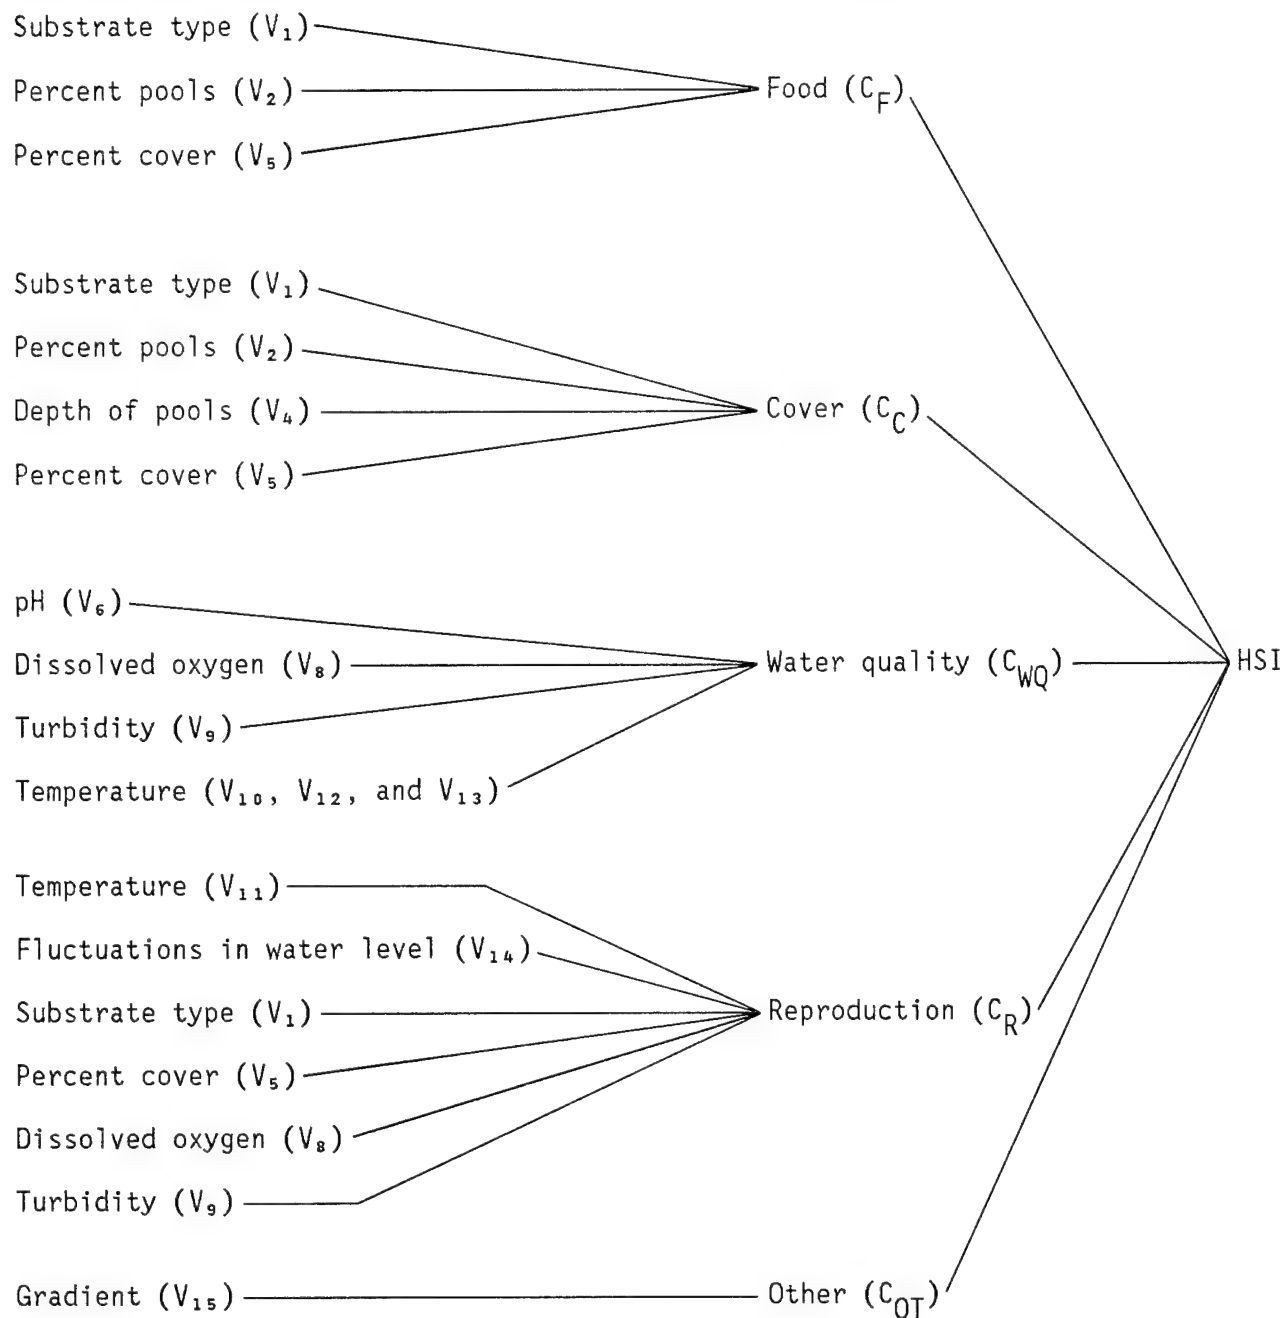 Substrate type (V₁)
Percent pools (V₂)
Food (C_F)
Percent cover (V₅)
Substrate type (V₁)
Percent pools (V₂)
Depth of pools (V₄)
Cover (C_C)
Percent cover (V₅)
pH (V₆)
Dissolved oxygen (V₈)
Water quality (C_WQ)
HSI
Turbidity (V₉)
Temperature (V₁₀, V₁₂, and V₁₃)
Temperature (V₁₁)
Fluctuations in water level (V₁₄)
Substrate type (V₁)
Reproduction (C_R)
Percent cover (V₅)
Dissolved oxygen (V₈)
Turbidity (V₉)
Gradient (V₁₅)
Other (C_OT)